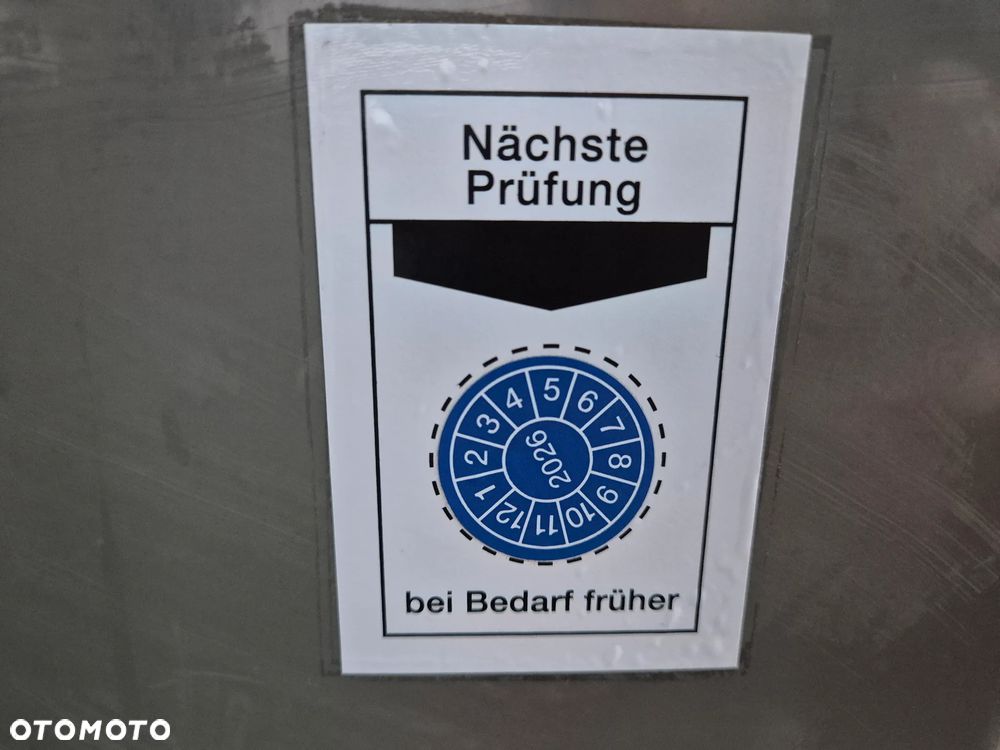 Nächste
Prüfung
1 2 3 4 5 6 7 8 9 10 11 12
2026
bei Bedarf früher
OTOMOTO